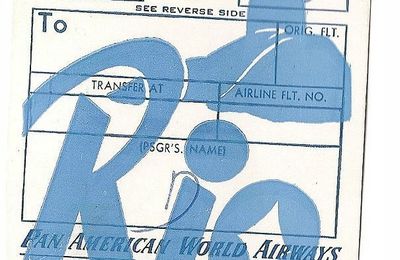 SEE REVERSE SIDE
To
ORIG. FLT.
TRANSFER AT
AIRLINE FLT. NO.
(PSGR'S. NAME)
Rio
PAN AMERICAN WORLD AIRWAYS